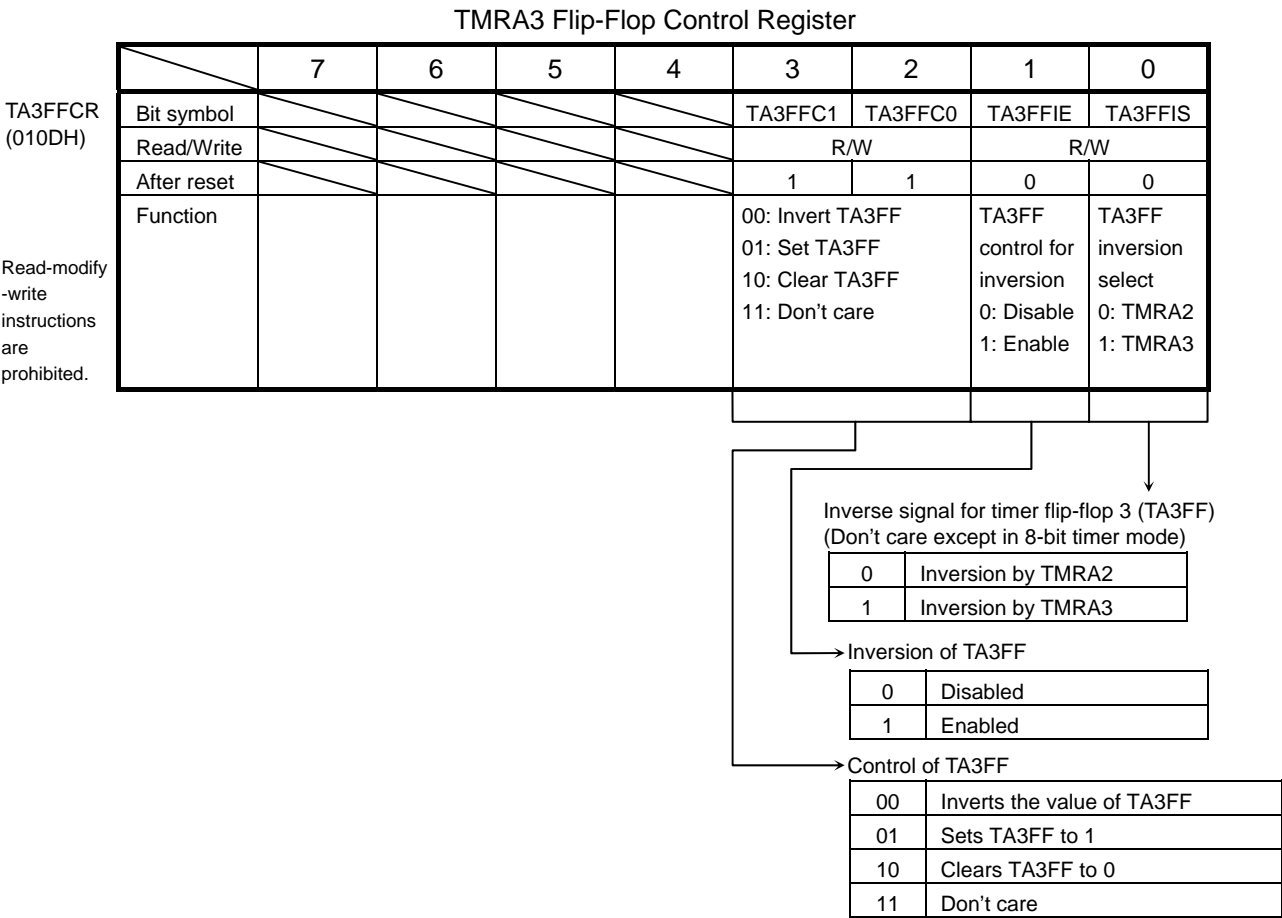 TMRA3 Flip-Flop Control Register
7 6 5 4 3 2 1 0
TA3FFCR
(010DH)
Bit symbol TA3FFC1 TA3FFC0 TA3FFIE TA3FFIS
Read/Write R/W R/W
After reset 1 1 0 0
Function
00: Invert TA3FF
01: Set TA3FF
10: Clear TA3FF
11: Don't care
TA3FF
control for
inversion
0: Disable
1: Enable
TA3FF
inversion
select
0: TMRA2
1: TMRA3
Read-modify
-write
instructions
are
prohibited.
Inverse signal for timer flip-flop 3 (TA3FF)
(Don't care except in 8-bit timer mode)
0 Inversion by TMRA2
1 Inversion by TMRA3
Inversion of TA3FF
0 Disabled
1 Enabled
Control of TA3FF
00 Inverts the value of TA3FF
01 Sets TA3FF to 1
10 Clears TA3FF to 0
11 Don't care